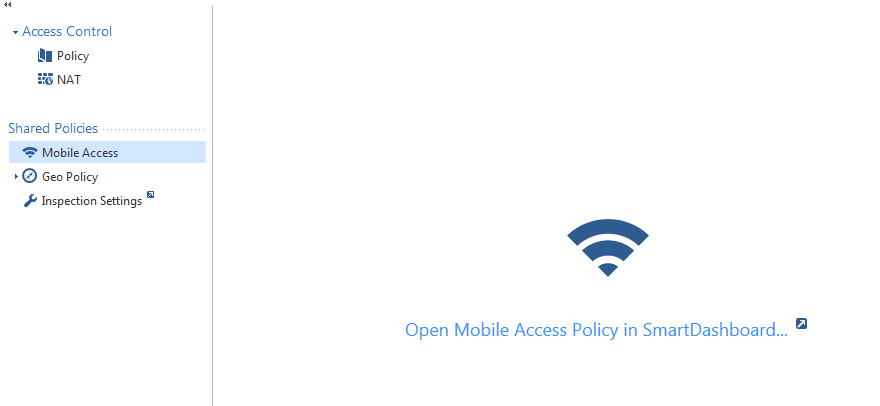 Access Control
Policy
NAT
Shared Policies
Mobile Access
Geo Policy
Inspection Settings
Open Mobile Access Policy in SmartDashboard...